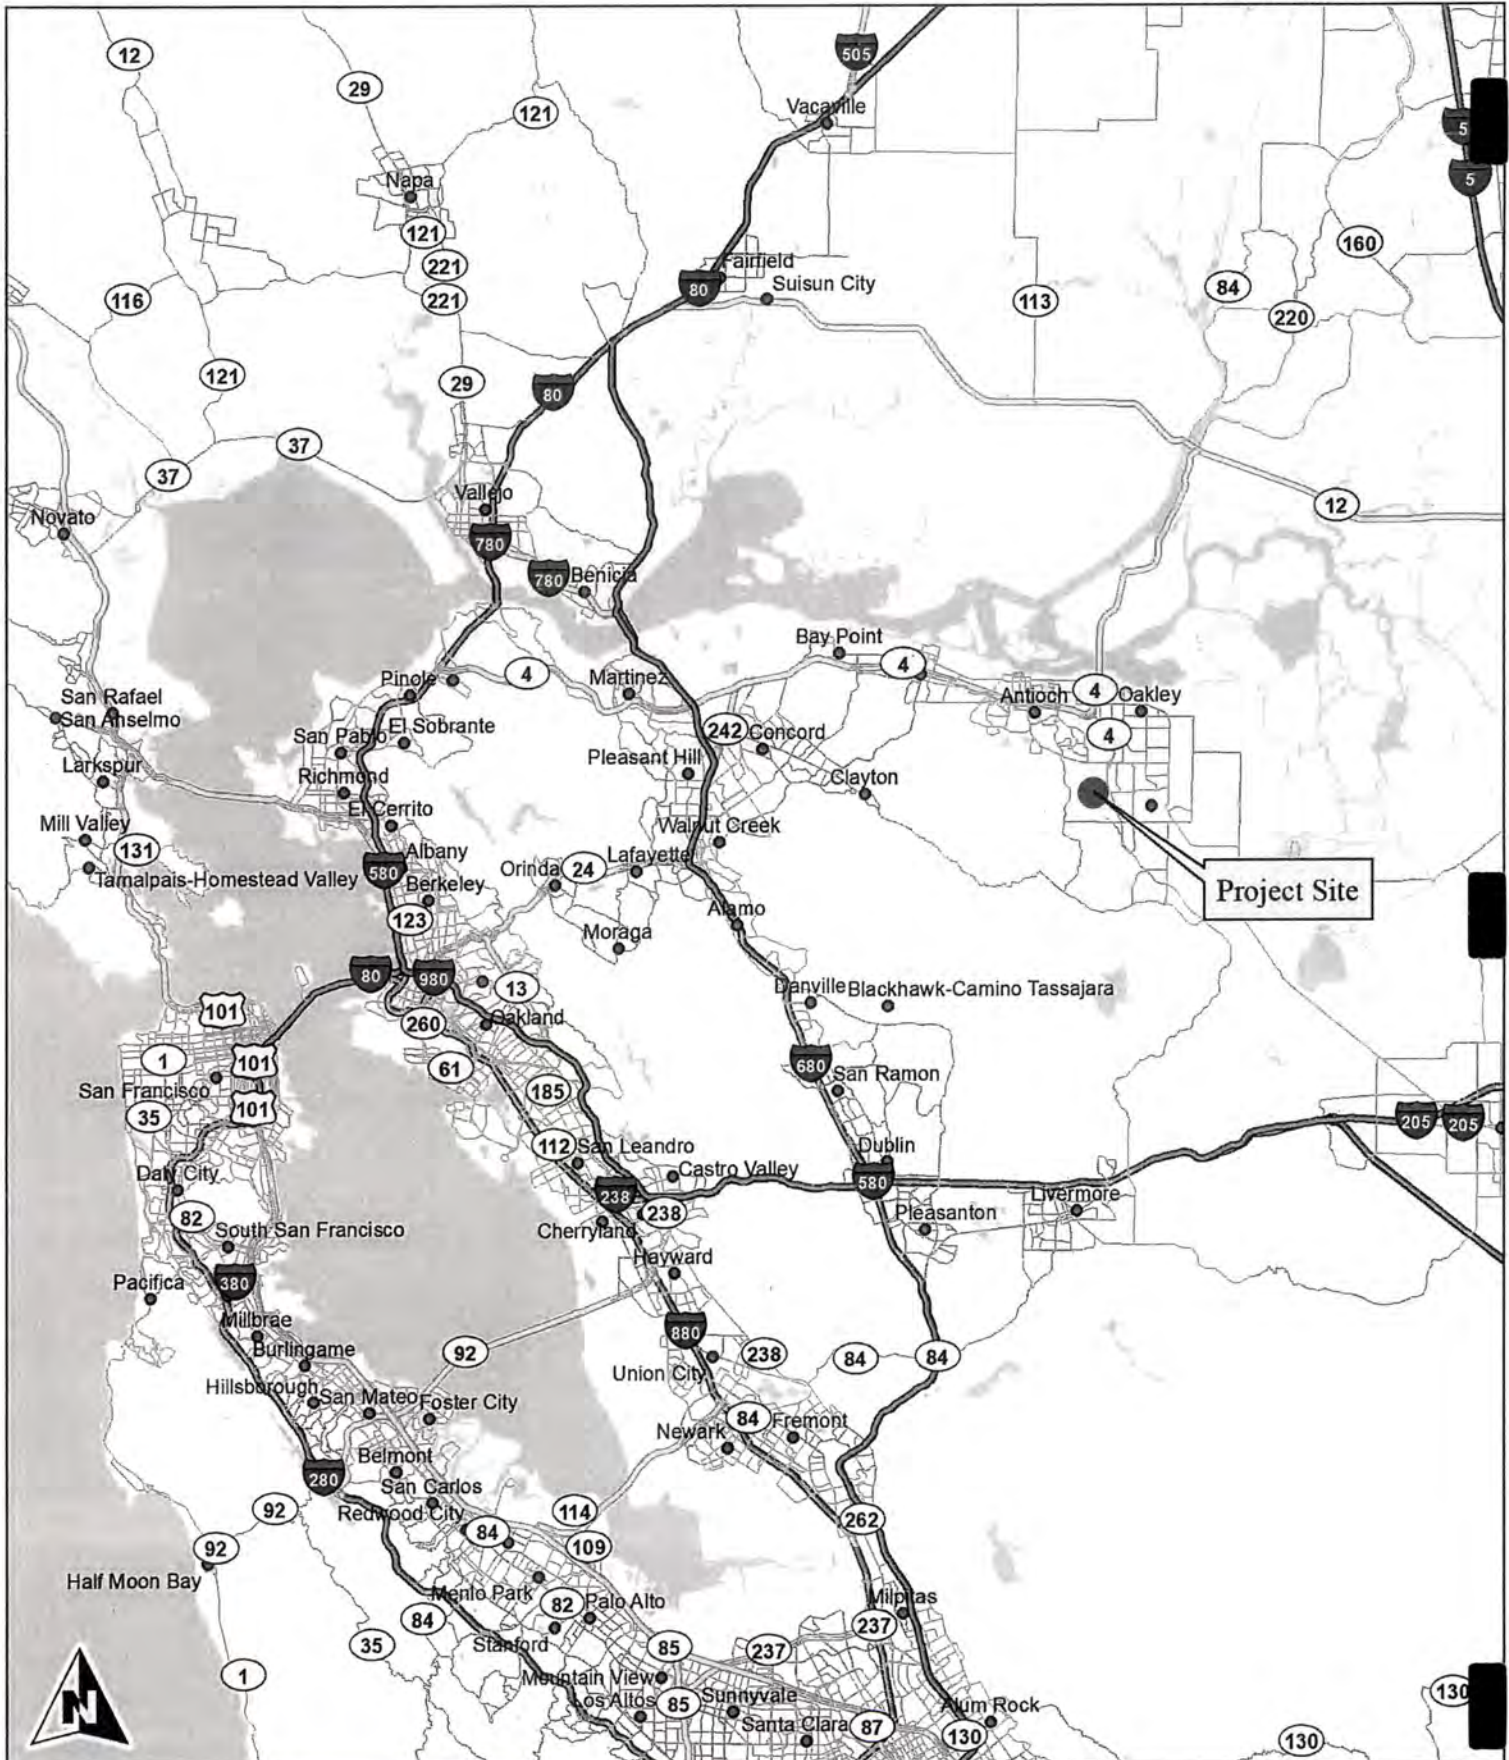 505
12
29
121
Vacaville
5
5
Napa
121
221
160
Fairfield
80
Suisun City
84
116
221
113
220
121
29
80
37
37
Vallejo
12
Novato
780
780
Benicia
Bay Point
4
Pinole
4
Martinez
San Rafael
Antioch
4
Oakley
San Anselmo
San Pablo
El Sobrante
242
Concord
4
Larkspur
Richmond
Pleasant Hill
Clayton
El Cerrito
Mill Valley
131
Walnut Creek
Albany
Lafayette
Tamalpais-Homestead Valley
580
Orinda
24
Berkeley
Project Site
123
Alamo
Moraga
80
980
13
Danville
Blackhawk-Camino Tassajara
101
260
Oakland
1
101
61
680
San Francisco
185
San Ramon
35
101
205
205
112
San Leandro
Dublin
Daly City
Castro Valley
580
238
Livermore
82
238
Pleasanton
South San Francisco
Cherryland
Hayward
Pacifica
380
Millbrae
880
Burlingame
92
238
84
84
Union City
Hillsborough
San Mateo
Foster City
84
Fremont
Newark
Belmont
280
San Carlos
92
Redwood City
114
262
84
109
92
Half Moon Bay
Menlo Park
82
Palo Alto
Milpitas
84
237
35
Stanford
85
237
1
Mountain View
N
Los Altos
85
Sunnyvale
130
Alum Rock
Santa Clara
87
130
130